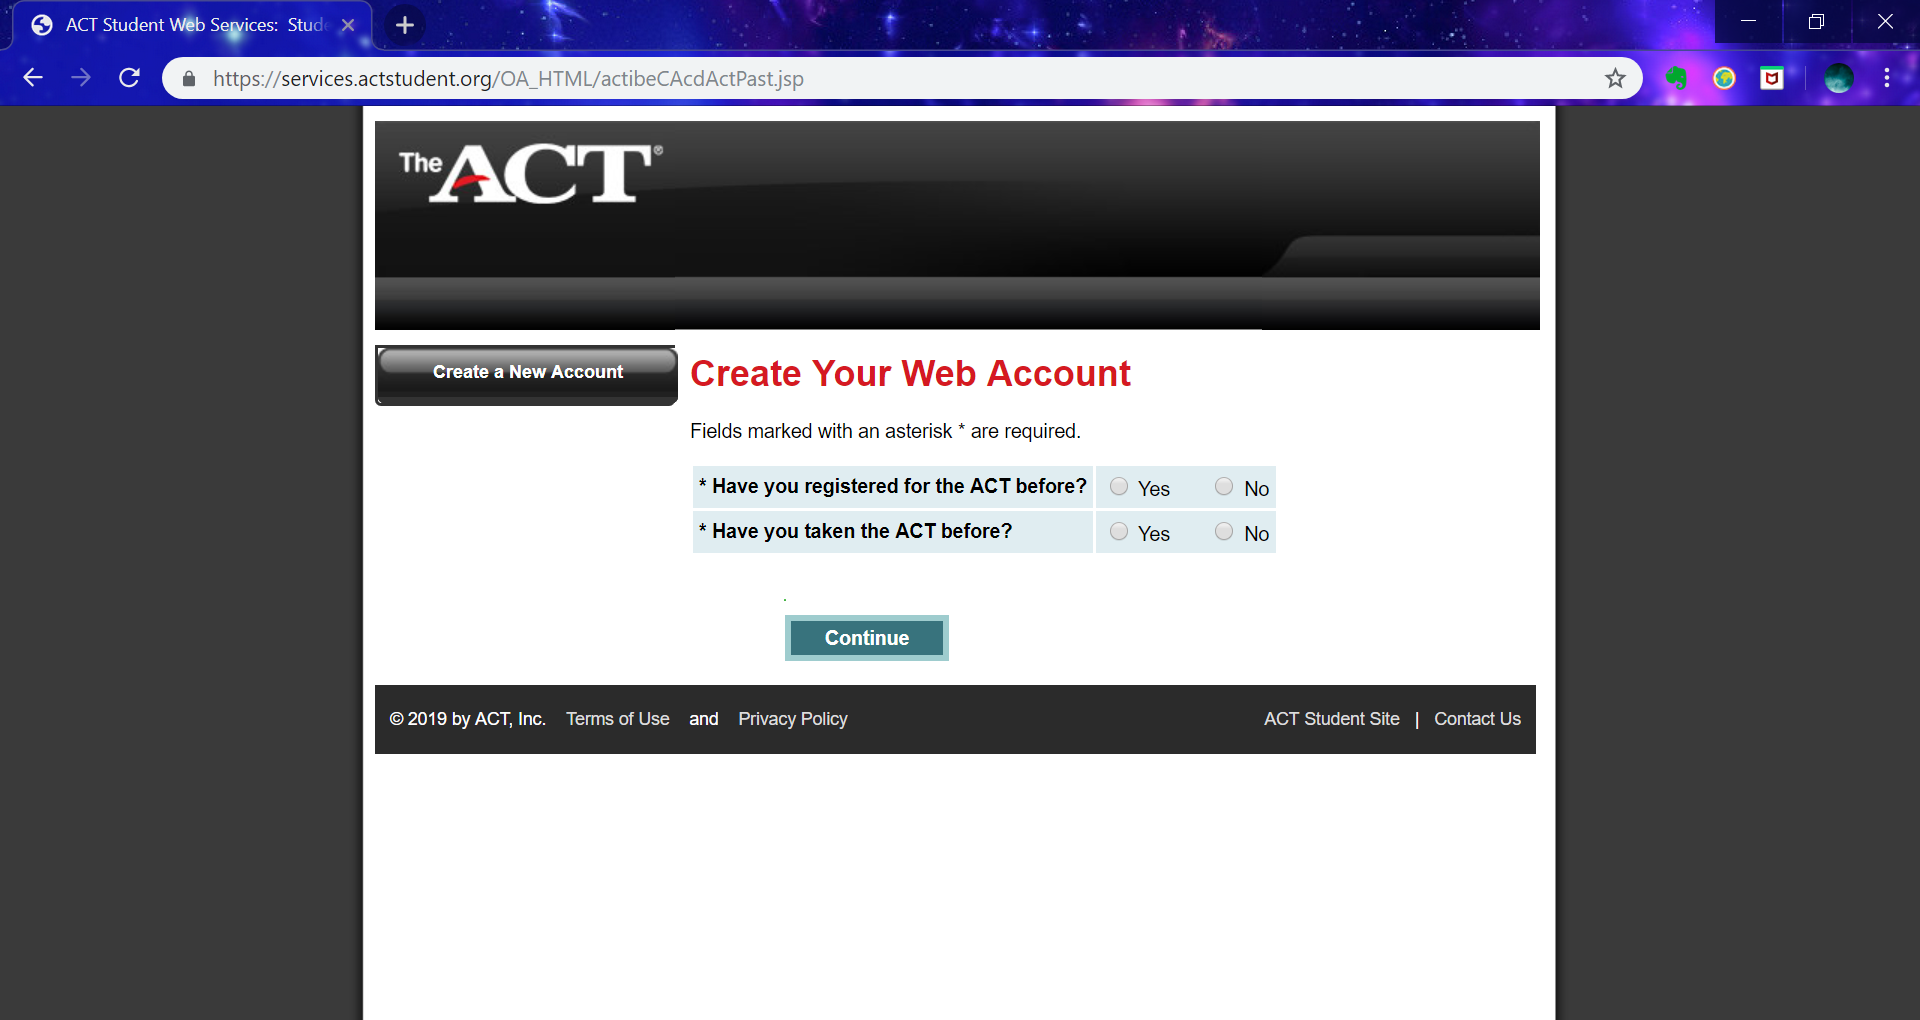 ACT Student Web Services: Stude
https://services.actstudent.org/OA_HTML/actibeCAcdActPast.jsp
The ACT®
Create a New Account
Create Your Web Account
Fields marked with an asterisk * are required.
* Have you registered for the ACT before? Yes No
* Have you taken the ACT before? Yes No
Continue
© 2019 by ACT, Inc. Terms of Use and Privacy Policy ACT Student Site | Contact Us